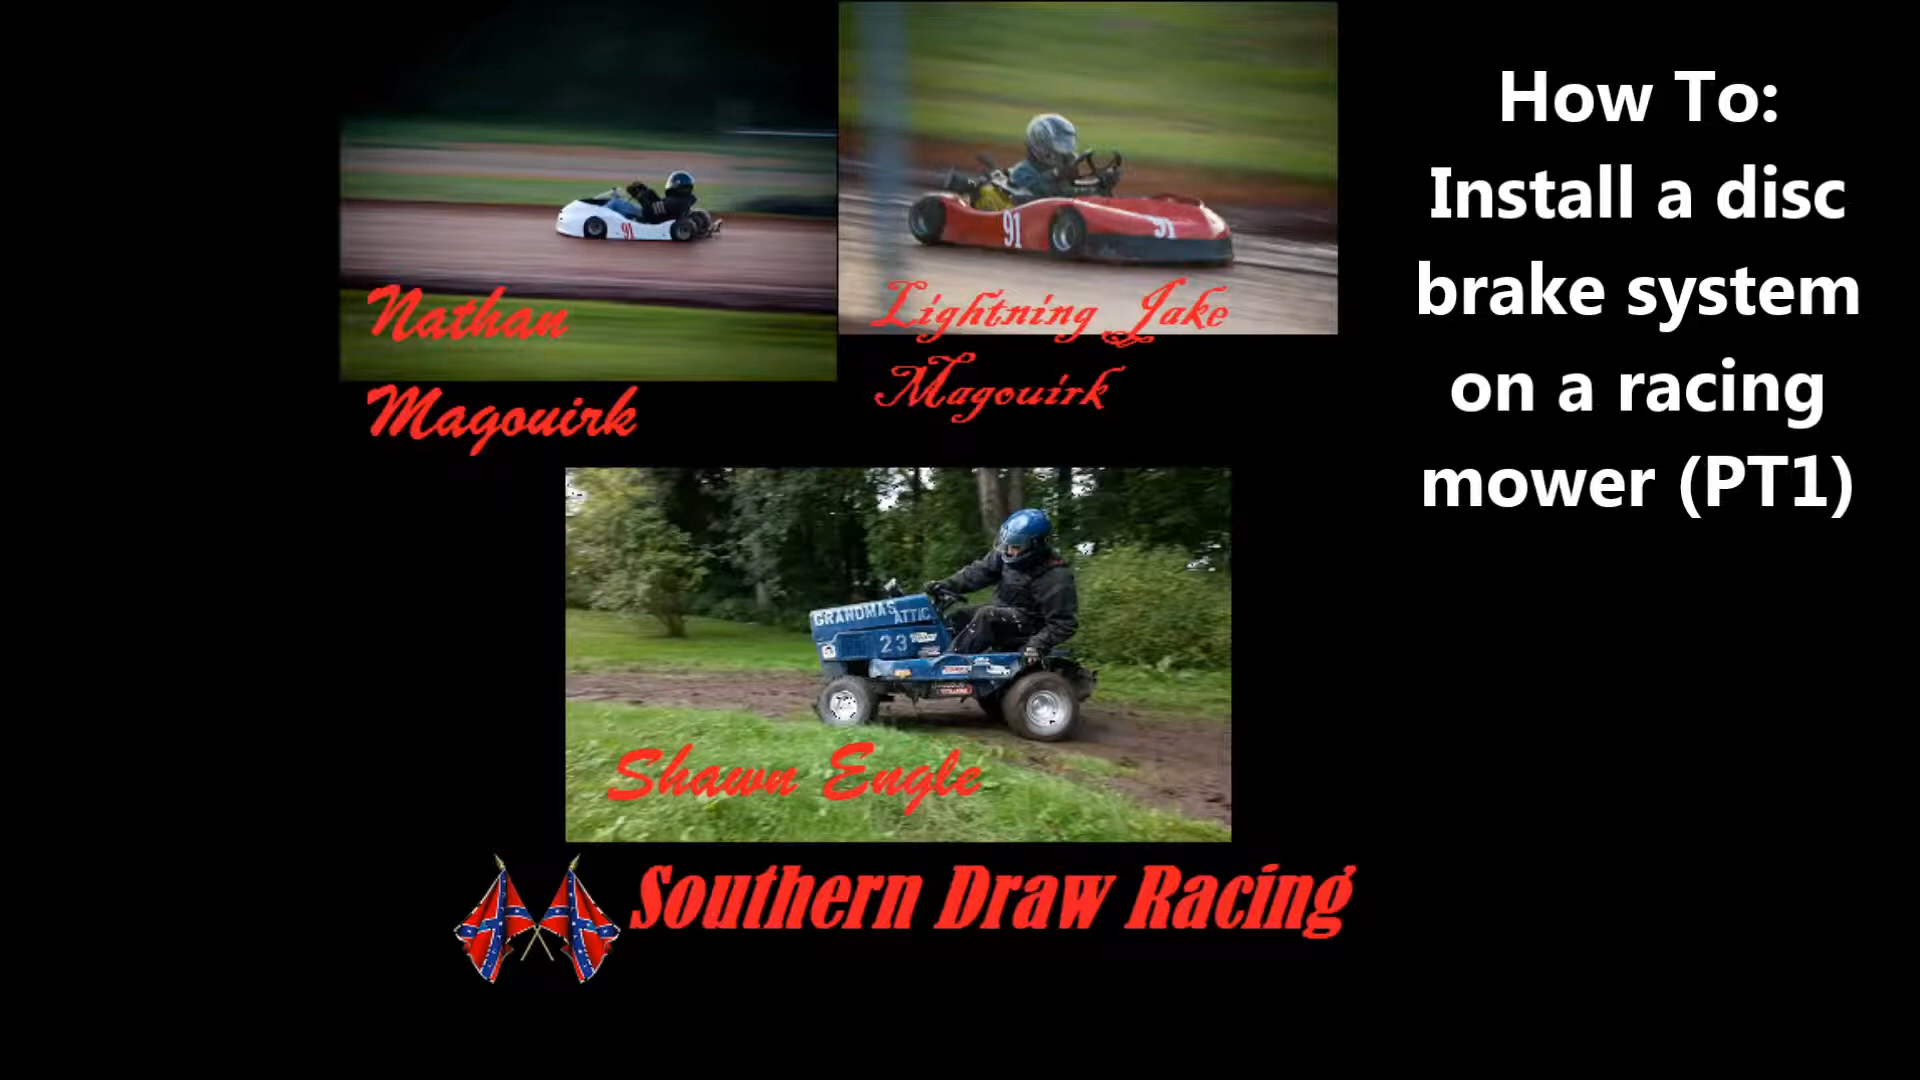 How To:
Install a disc
brake system
on a racing
mower (PT1)
Nathan
Magouirk
91
Lightning Jake
Magouirk
91
91
GRANDMAS
ATTIC
23
Shawn Engle
Southern Draw Racing